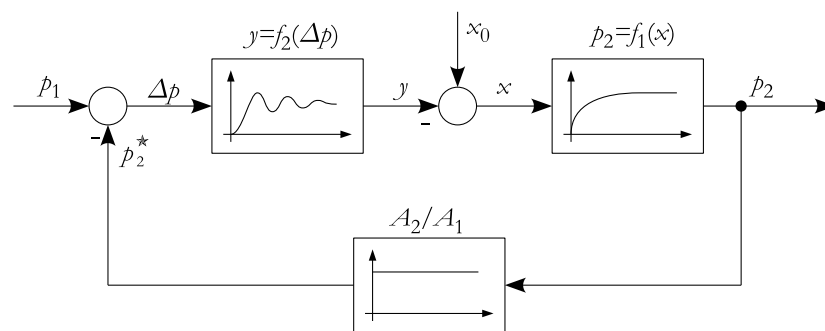 y=f₂(Δp)
x₀
p₂=f₁(x)
p₁
Δp
y
x
p₂
-
-
p₂*
A₂/A₁